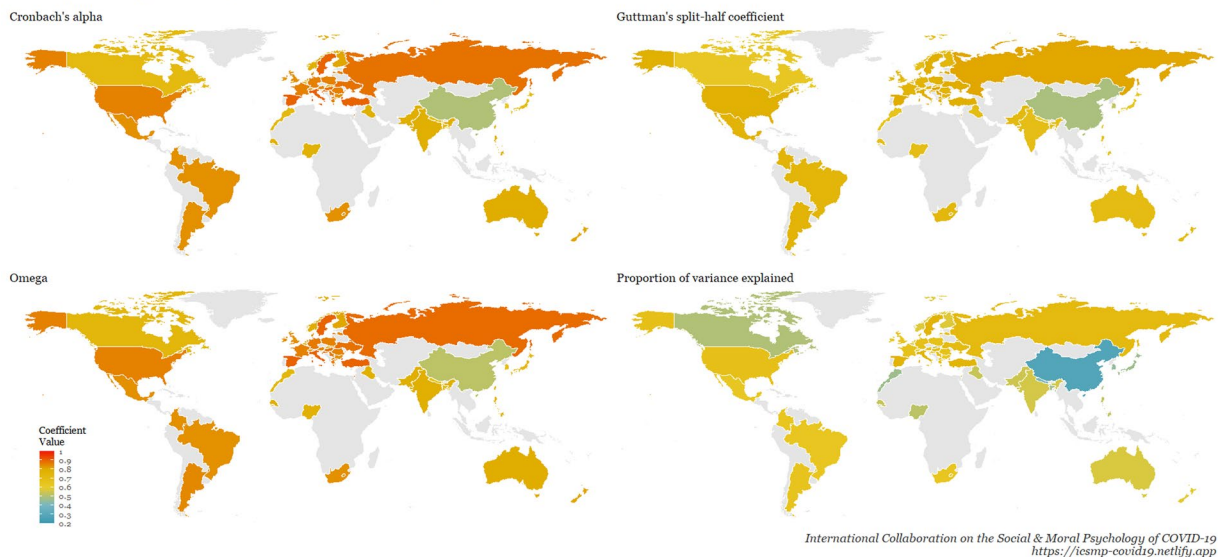 Cronbach's alpha
Guttman's split-half coefficient
Omega
Proportion of variance explained
Coefficient
Value
1
0.9
0.8
0.7
0.6
0.5
0.4
0.3
0.2
International Collaboration on the Social & Moral Psychology of COVID-19
https://icsmp-covid19.netlify.app